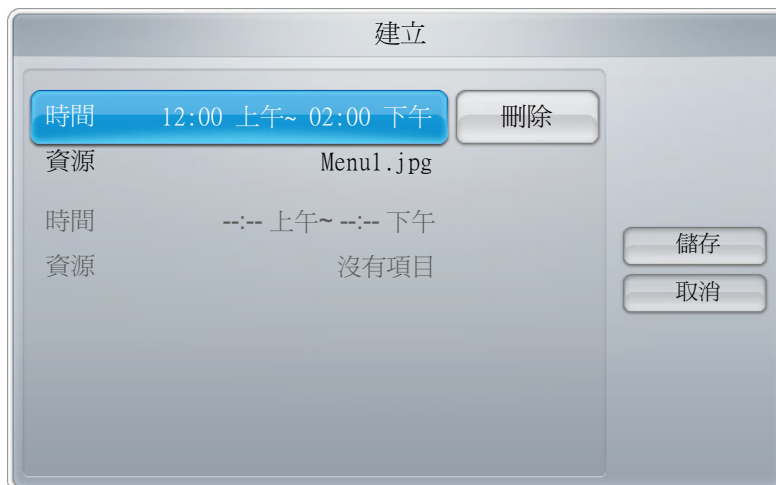 建立
時間 12:00 上午~ 02:00 下午 刪除
資源 Menu1.jpg
時間 --:-- 上午~ --:-- 下午
資源 沒有項目
儲存
取消